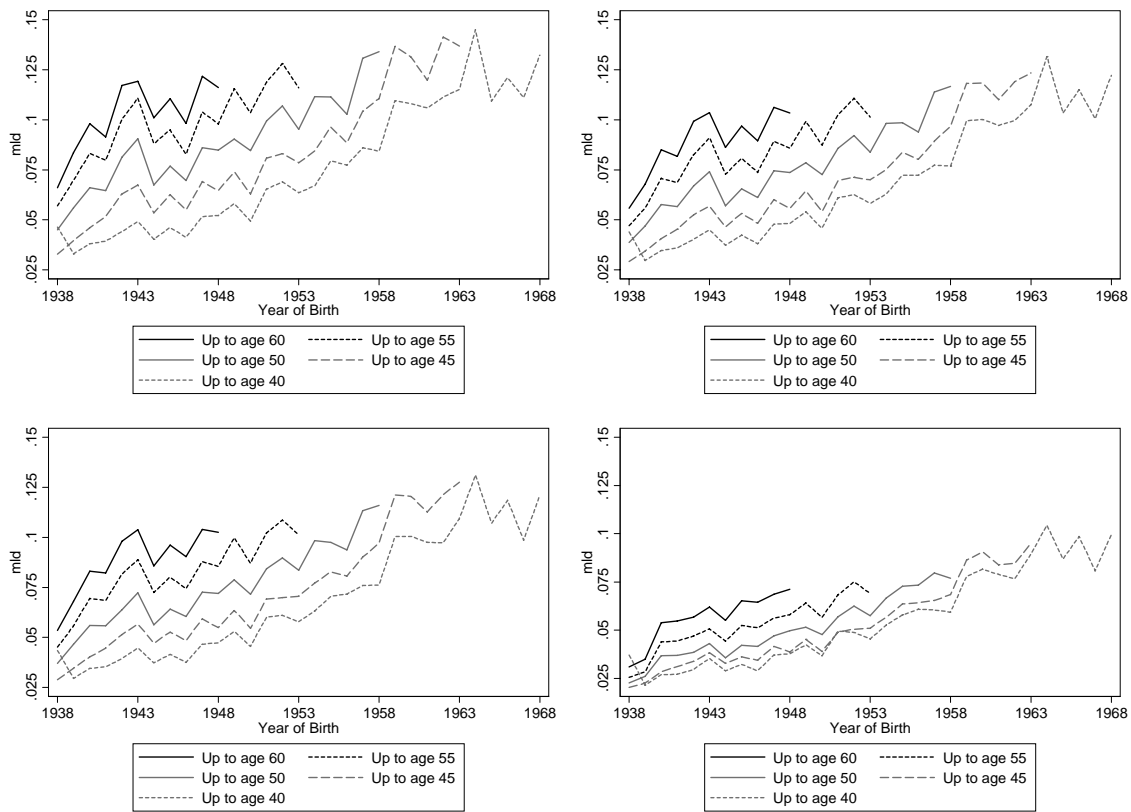 mld
.15
.125
.1
.075
.05
.025
1938 1943 1948 1953 1958 1963 1968
Year of Birth
Up to age 60 Up to age 55
Up to age 50 Up to age 45
Up to age 40
mld
.15
.125
.1
.075
.05
.025
1938 1943 1948 1953 1958 1963 1968
Year of Birth
Up to age 60 Up to age 55
Up to age 50 Up to age 45
Up to age 40
mld
.15
.125
.1
.075
.05
.025
1938 1943 1948 1953 1958 1963 1968
Year of Birth
Up to age 60 Up to age 55
Up to age 50 Up to age 45
Up to age 40
mld
.15
.125
.1
.075
.05
.025
1938 1943 1948 1953 1958 1963 1968
Year of Birth
Up to age 60 Up to age 55
Up to age 50 Up to age 45
Up to age 40